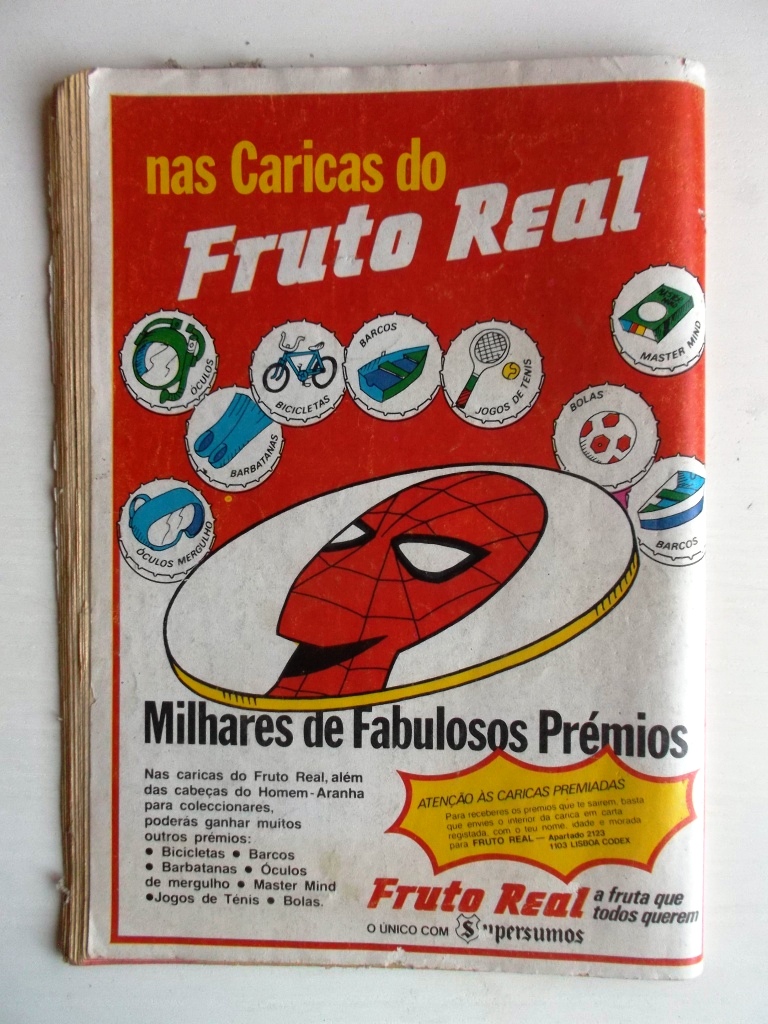 nas Caricas do
Fruto Real
ÓCULOS
BICICLETAS
BARCOS
JOGOS DE TENIS
MASTER MIND
BARBATANAS
BOLAS
ÓCULOS MERGULHO
BARCOS
Milhares de Fabulosos Prémios
Nas caricas do Fruto Real, além
das cabeças do Homem-Aranha
para coleccionares,
poderás ganhar muitos
outros prémios:
● Bicicletas ● Barcos
● Barbatanas ● Óculos
de mergulho ● Master Mind
●Jogos de Ténis ● Bolas.
ATENÇÃO ÀS CARICAS PREMIADAS
Para receberes os premios que te sairem, basta
que envies o interior da carica em carta
registada, com o teu nome, idade e morada
para FRUTO REAL — Apartado 2123
1103 LISBOA CODEX
Fruto Real a fruta que
todos querem
O ÚNICO COM Supersumos